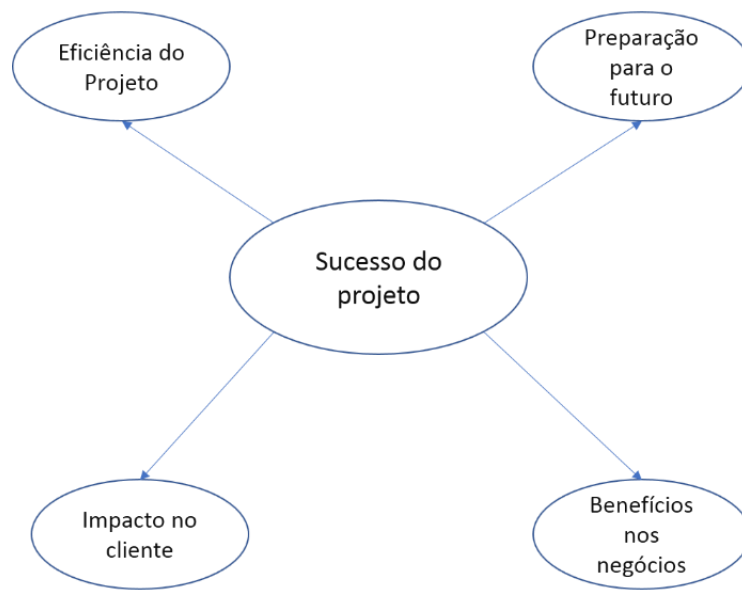 Eficiência do
Projeto
Preparação
para o
futuro
Sucesso do
projeto
Impacto no
cliente
Benefícios
nos
negócios